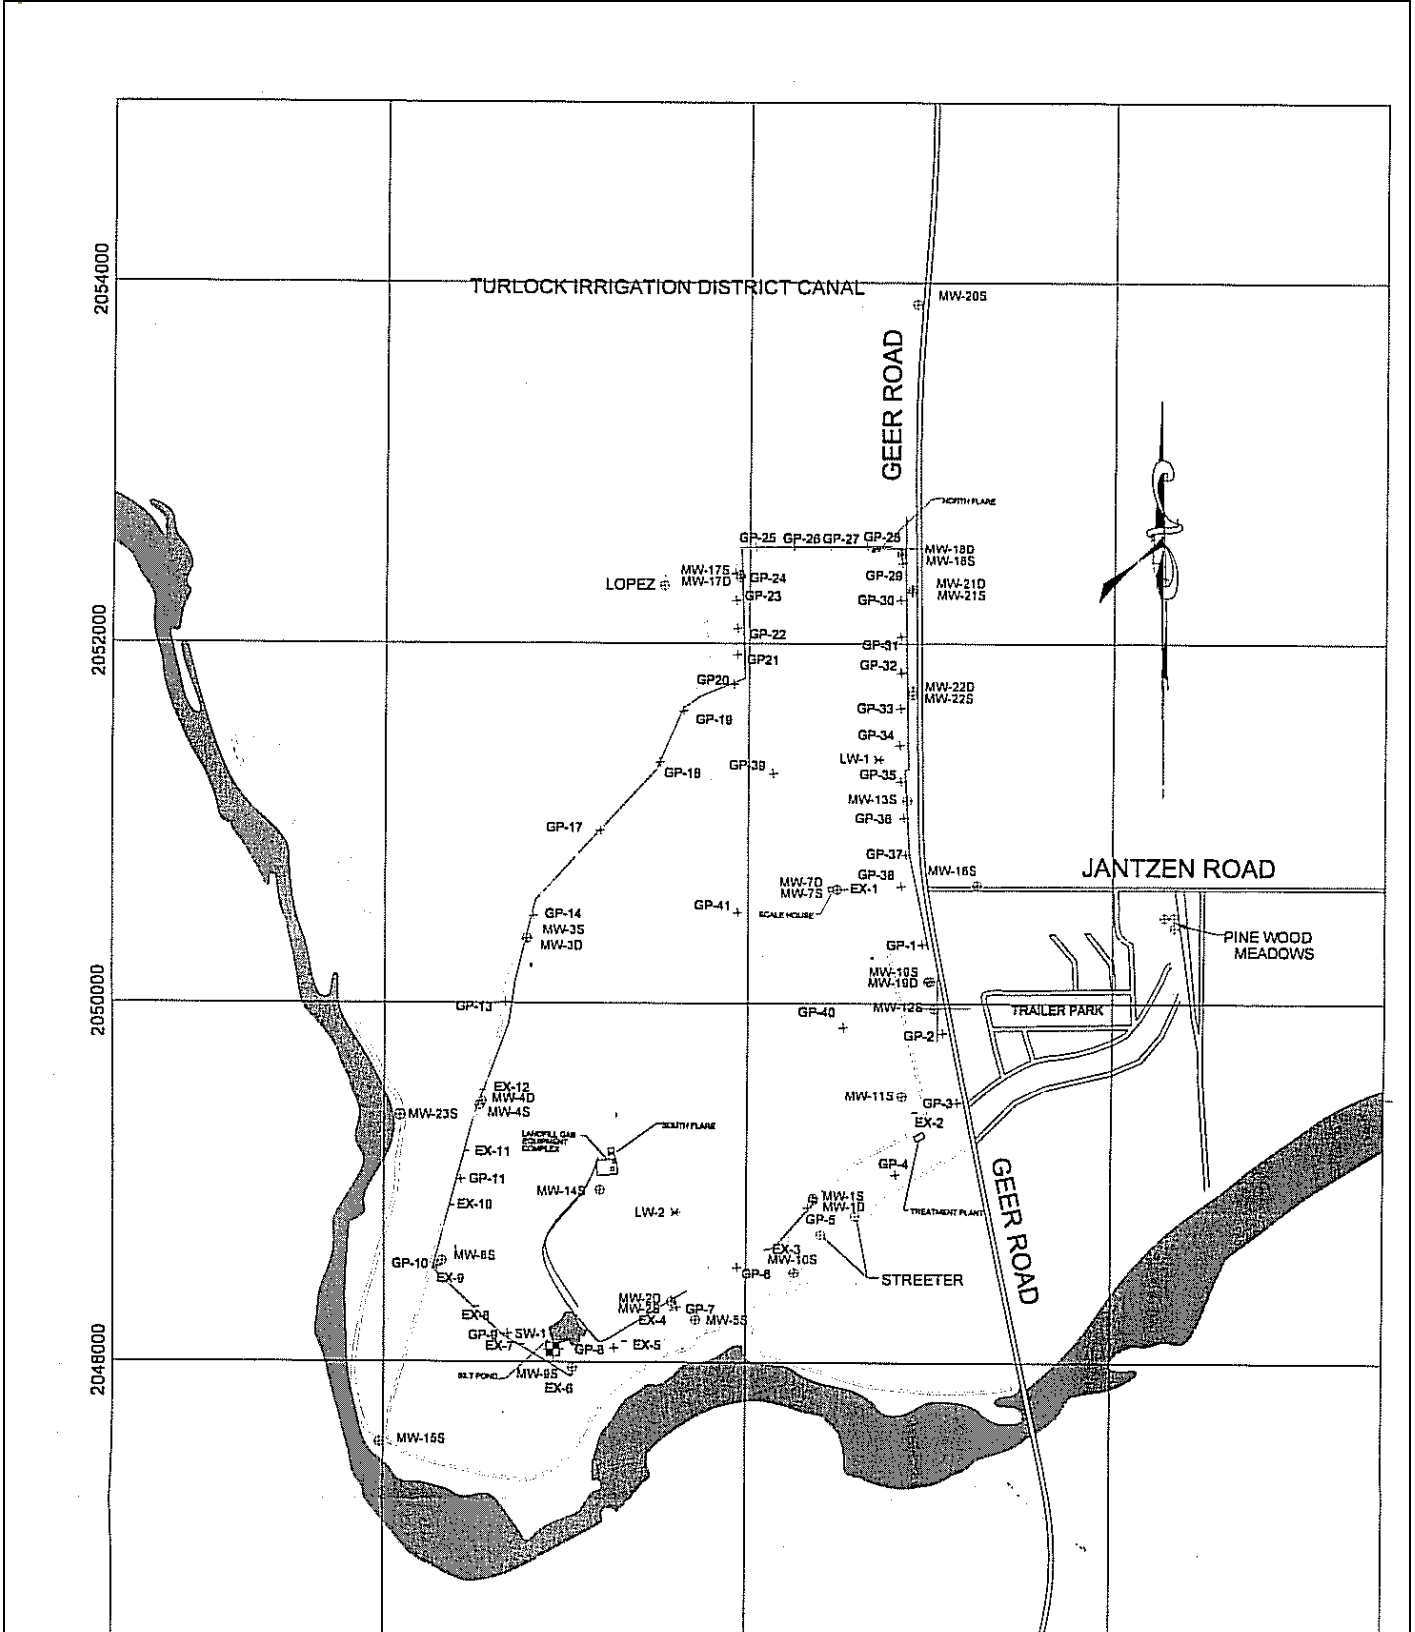 2054000
TURLOCK IRRIGATION DISTRICT CANAL
MW-20S
GEER ROAD
NORTH FLARE
GP-25
GP-26
GP-27
GP-28
MW-18D
MW-18S
MW-17S
MW-17D
GP-24
LOPEZ
GP-29
MW-21D
MW-21S
GP-23
GP-30
GP-22
2052000
GP-31
GP21
GP-32
GP20
MW-22D
MW-22S
GP-19
GP-33
GP-34
LW-1
GP-18
GP-39
GP-35
MW-13S
GP-36
GP-17
GP-37
JANTZEN ROAD
MW-16S
GP-38
MW-7D
MW-7S
EX-1
SCALE HOUSE
GP-41
GP-14
MW-3S
MW-3D
GP-1
PINE WOOD
MEADOWS
MW-19S
MW-19D
2050000
GP-13
GP-40
MW-12S
TRAILER PARK
GP-2
EX-12
MW-4D
MW-4S
MW-23S
MW-11S
GP-3
EX-2
LANDFILL GAS
EQUIPMENT
COMPLEX
SOUTH FLARE
EX-11
GP-4
GP-11
MW-14S
EX-10
MW-1S
MW-1D
GP-5
LW-2
TREATMENT PLANT
GEER ROAD
EX-3
MW-10S
MW-8S
GP-10
EX-9
GP-6
STREETER
MW-2D
MW-2S
GP-7
EX-8
EX-4
MW-5S
GP-9
SW-1
EX-7
GP-8
EX-5
2048000
SILT POND
MW-9S
EX-6
MW-15S